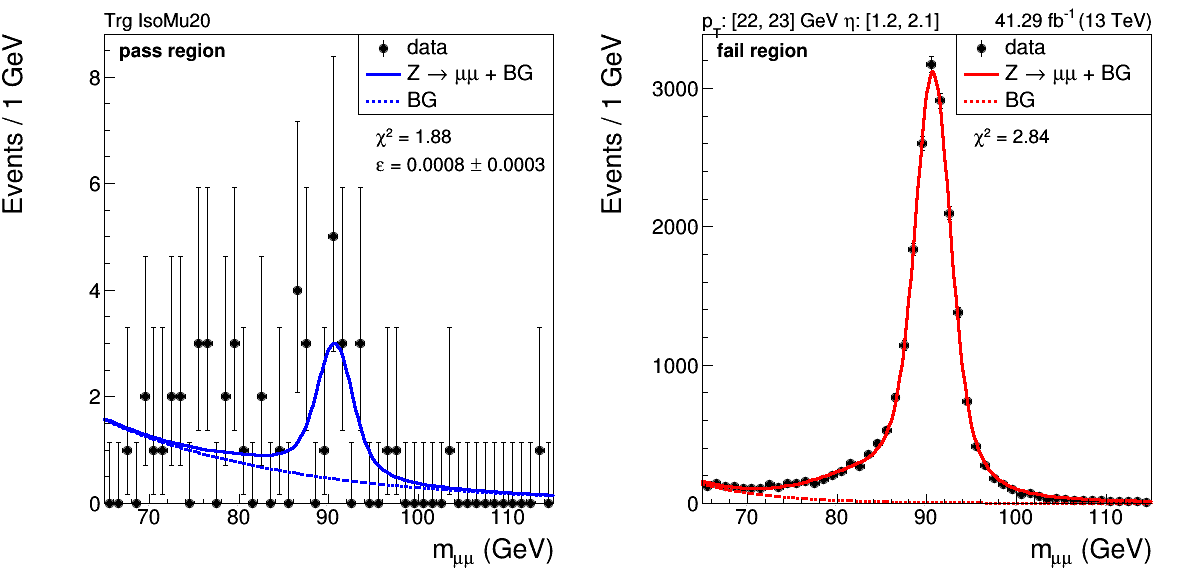 Trg IsoMu20
pass region
data
Z → μμ + BG
BG
χ² = 1.88
ε = 0.0008 ± 0.0003
Events / 1 GeV
8
6
4
2
0
70 80 90 100 110
mμμ (GeV)
pT: [22, 23] GeV η: [1.2, 2.1] 41.29 fb⁻¹ (13 TeV)
fail region
data
Z → μμ + BG
BG
χ² = 2.84
Events / 1 GeV
3000
2000
1000
0
70 80 90 100 110
mμμ (GeV)